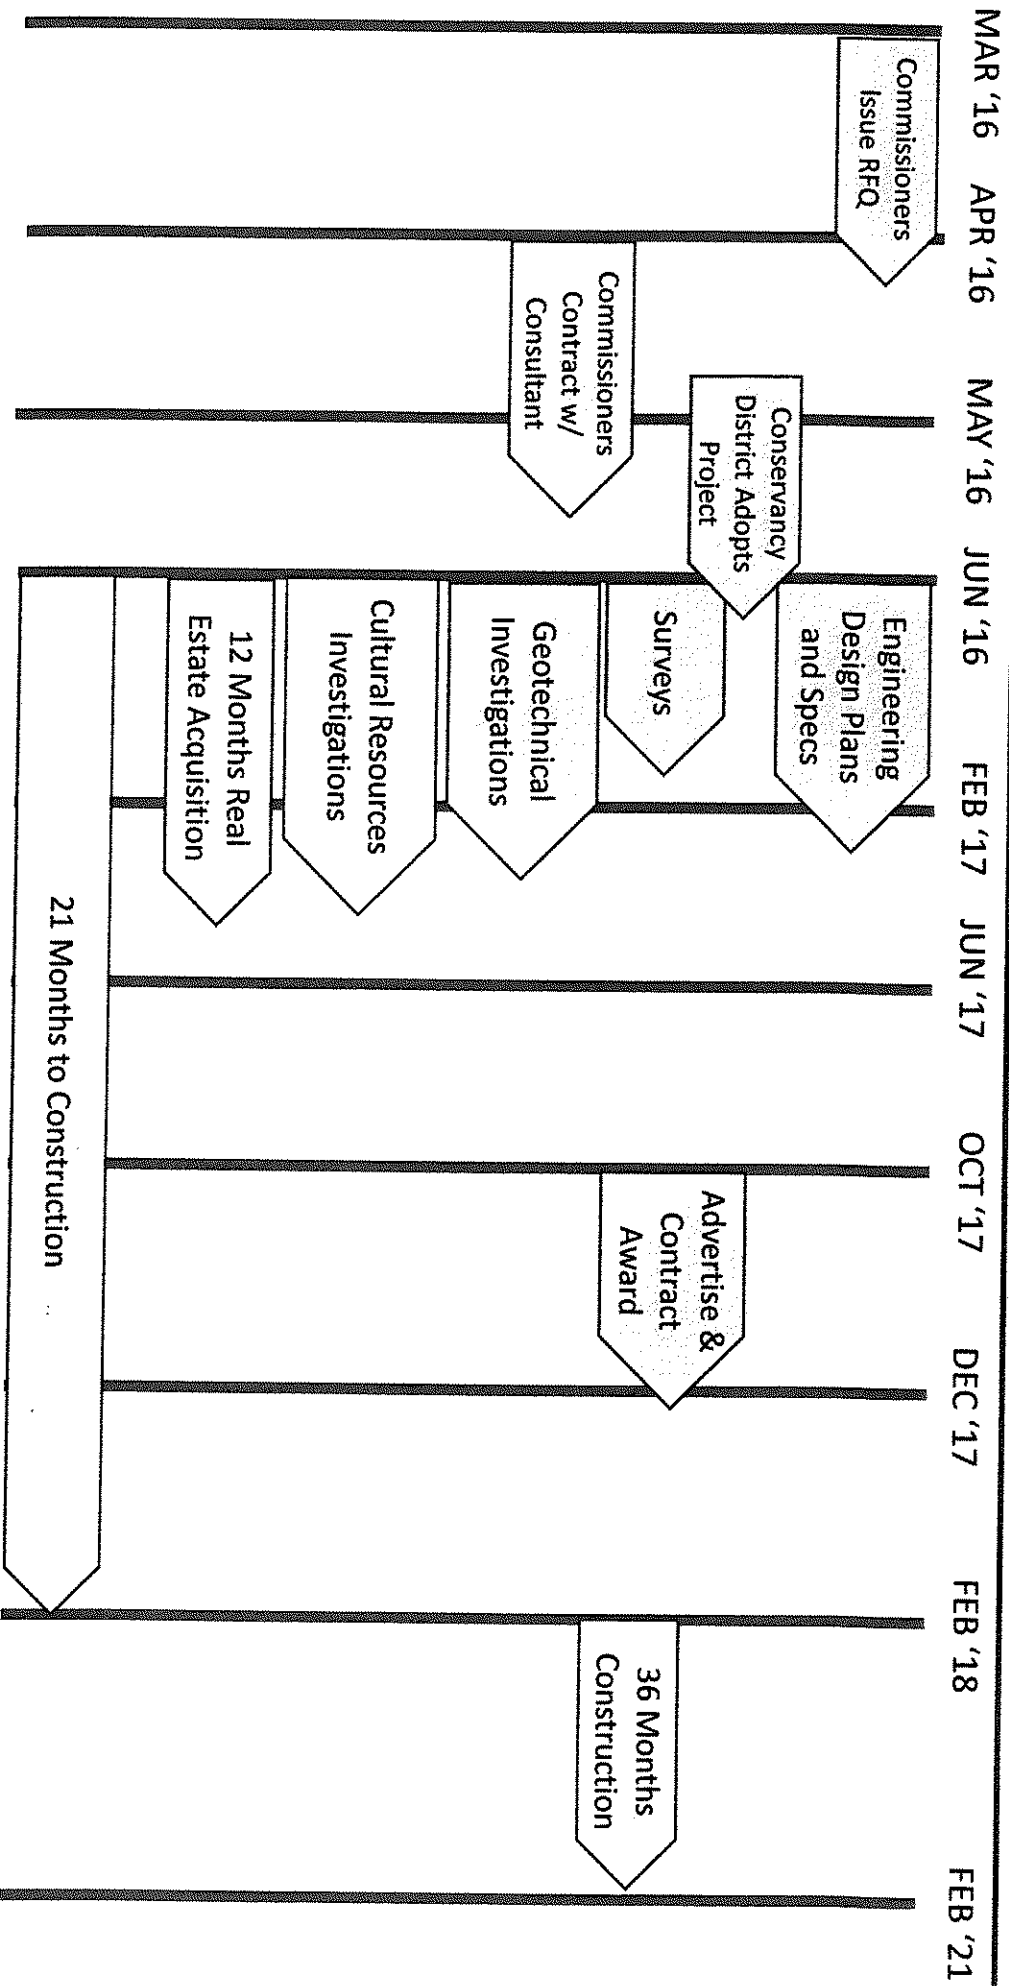 MAR ‘16 APR ‘16 MAY ‘16 JUN ‘16 FEB ‘17 JUN ‘17 OCT ‘17 DEC ‘17 FEB ‘18 FEB ‘21
Commissioners
Issue RFQ
Conservancy
District Adopts
Project
Commissioners
Contract w/
Consultant
Engineering
Design Plans
and Specs
Surveys
Geotechnical
Investigations
Cultural Resources
Investigations
12 Months Real
Estate Acquisition
Advertise &
Contract
Award
36 Months
Construction
21 Months to Construction